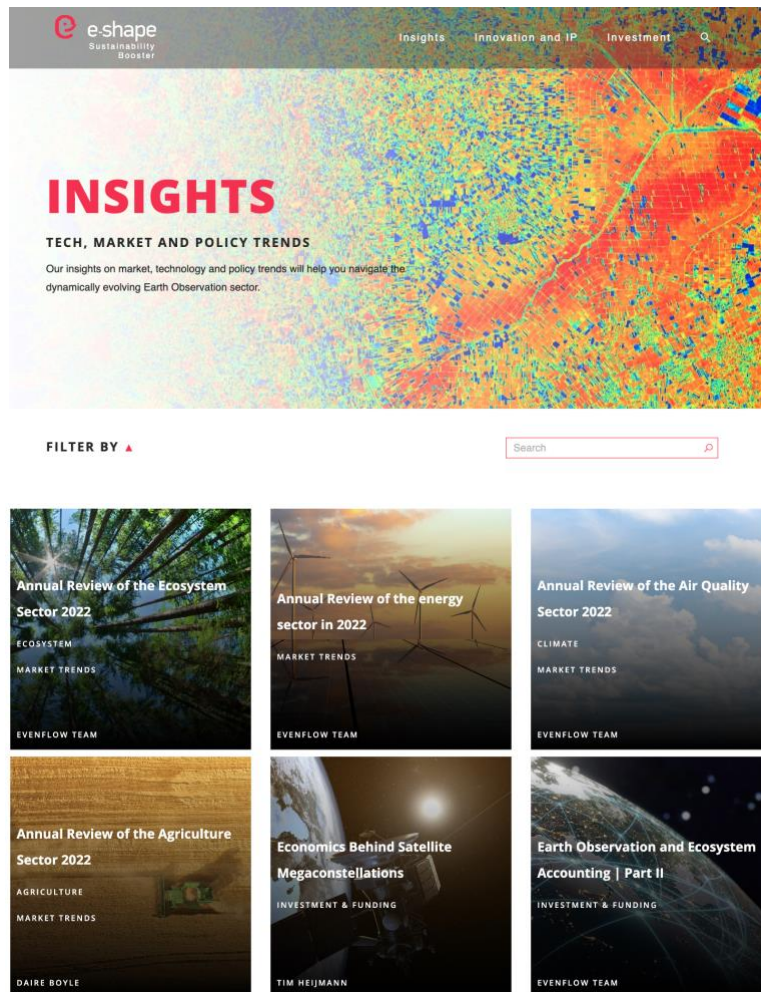 e-shape
Sustainability
Booster
Insights
Innovation and IP
Investment
INSIGHTS
TECH, MARKET AND POLICY TRENDS
Our insights on market, technology and policy trends will help you navigate the
dynamically evolving Earth Observation sector.
FILTER BY
Search
Annual Review of the Ecosystem
Sector 2022
ECOSYSTEM
MARKET TRENDS
EVENFLOW TEAM
Annual Review of the energy
sector in 2022
MARKET TRENDS
EVENFLOW TEAM
Annual Review of the Air Quality
Sector 2022
CLIMATE
MARKET TRENDS
EVENFLOW TEAM
Annual Review of the Agriculture
Sector 2022
AGRICULTURE
MARKET TRENDS
DAIRE BOYLE
Economics Behind Satellite
Megaconstellations
INVESTMENT & FUNDING
TIM HEIJMANN
Earth Observation and Ecosystem
Accounting | Part II
INVESTMENT & FUNDING
EVENFLOW TEAM